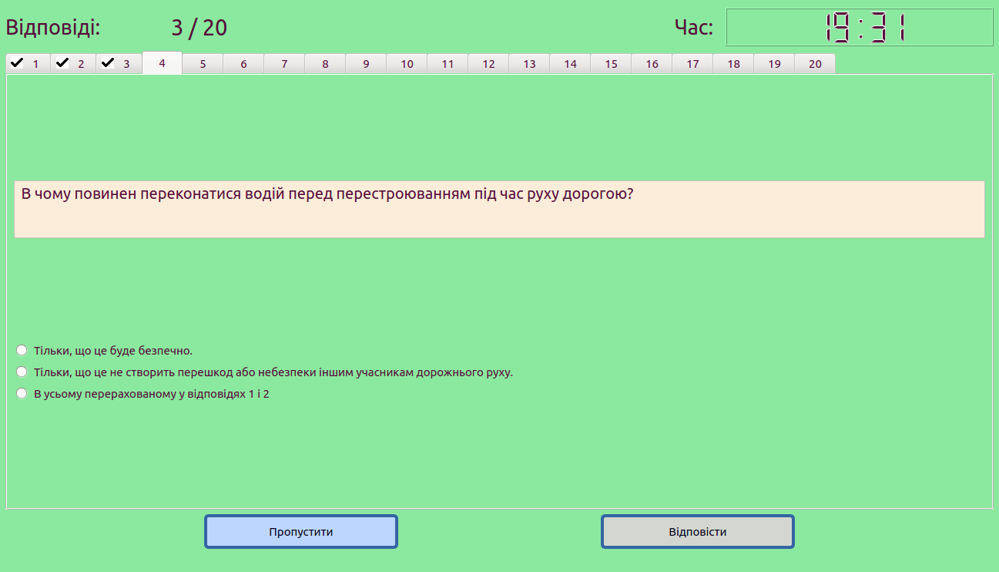 Відповіді: 3 / 20 Час: 19:31
1 2 3 4 5 6 7 8 9 10 11 12 13 14 15 16 17 18 19 20
В чому повинен переконатися водій перед перестроюванням під час руху дорогою?
Тільки, що це буде безпечно.
Тільки, що це не створить перешкод або небезпеки іншим учасникам дорожнього руху.
В усьому перерахованому у відповідях 1 і 2
Пропустити Відповісти